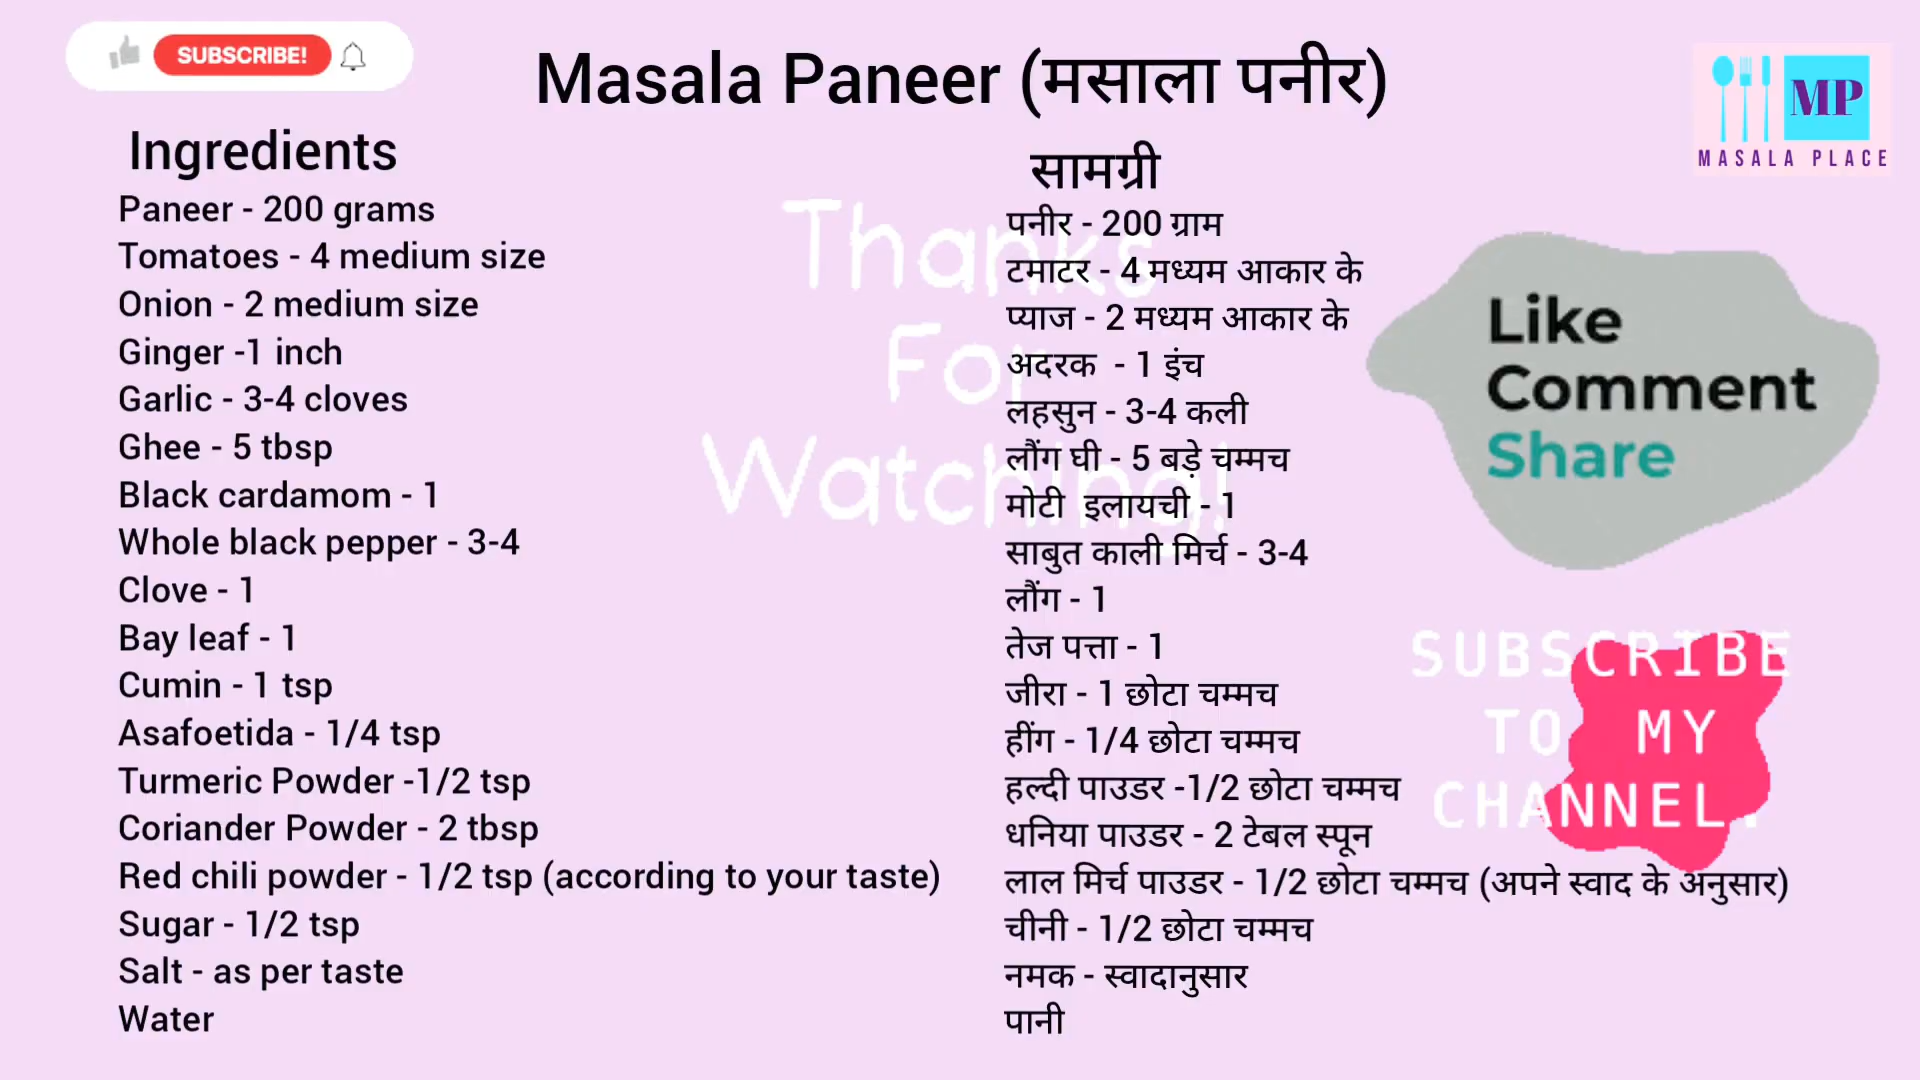 SUBSCRIBE!
Masala Paneer (मसाला पनीर)
MP
MASALA PLACE
Ingredients
Paneer - 200 grams
Tomatoes - 4 medium size
Onion - 2 medium size
Ginger -1 inch
Garlic - 3-4 cloves
Ghee - 5 tbsp
Black cardamom - 1
Whole black pepper - 3-4
Clove - 1
Bay leaf - 1
Cumin - 1 tsp
Asafoetida - 1/4 tsp
Turmeric Powder -1/2 tsp
Coriander Powder - 2 tbsp
Red chili powder - 1/2 tsp (according to your taste)
Sugar - 1/2 tsp
Salt - as per taste
Water
Thanks
For
Watching!
सामग्री
पनीर - 200 ग्राम
टमाटर - 4 मध्यम आकार के
प्याज - 2 मध्यम आकार के
अदरक - 1 इंच
लहसुन - 3-4 कली
लौंग घी - 5 बड़े चम्मच
मोटी इलायची - 1
साबुत काली मिर्च - 3-4
लौंग - 1
तेज पत्ता - 1
जीरा - 1 छोटा चम्मच
हींग - 1/4 छोटा चम्मच
हल्दी पाउडर -1/2 छोटा चम्मच
धनिया पाउडर - 2 टेबल स्पून
लाल मिर्च पाउडर - 1/2 छोटा चम्मच (अपने स्वाद के अनुसार)
चीनी - 1/2 छोटा चम्मच
नमक - स्वादानुसार
पानी
Like
Comment
Share
SUBSCRIBE
TO MY
CHANNEL.